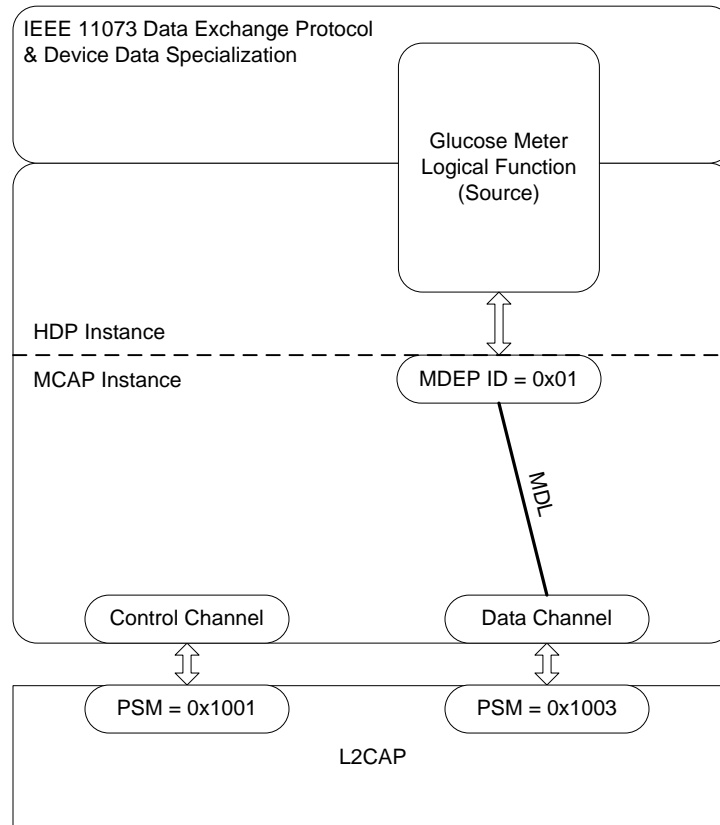 IEEE 11073 Data Exchange Protocol
& Device Data Specialization
Glucose Meter
Logical Function
(Source)
HDP Instance
MCAP Instance
MDEP ID = 0x01
MDL
Control Channel
Data Channel
PSM = 0x1001
PSM = 0x1003
L2CAP